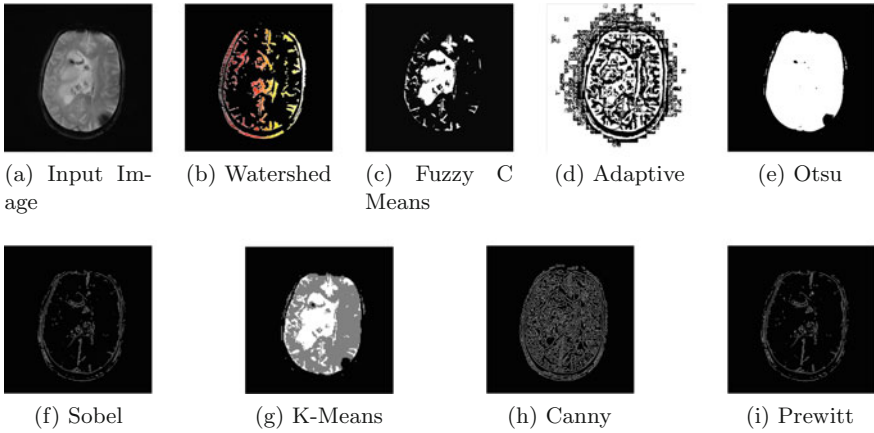 (a) Input Im-
age
(b) Watershed
(c) Fuzzy C
Means
(d) Adaptive
(e) Otsu
(f) Sobel
(g) K-Means
(h) Canny
(i) Prewitt